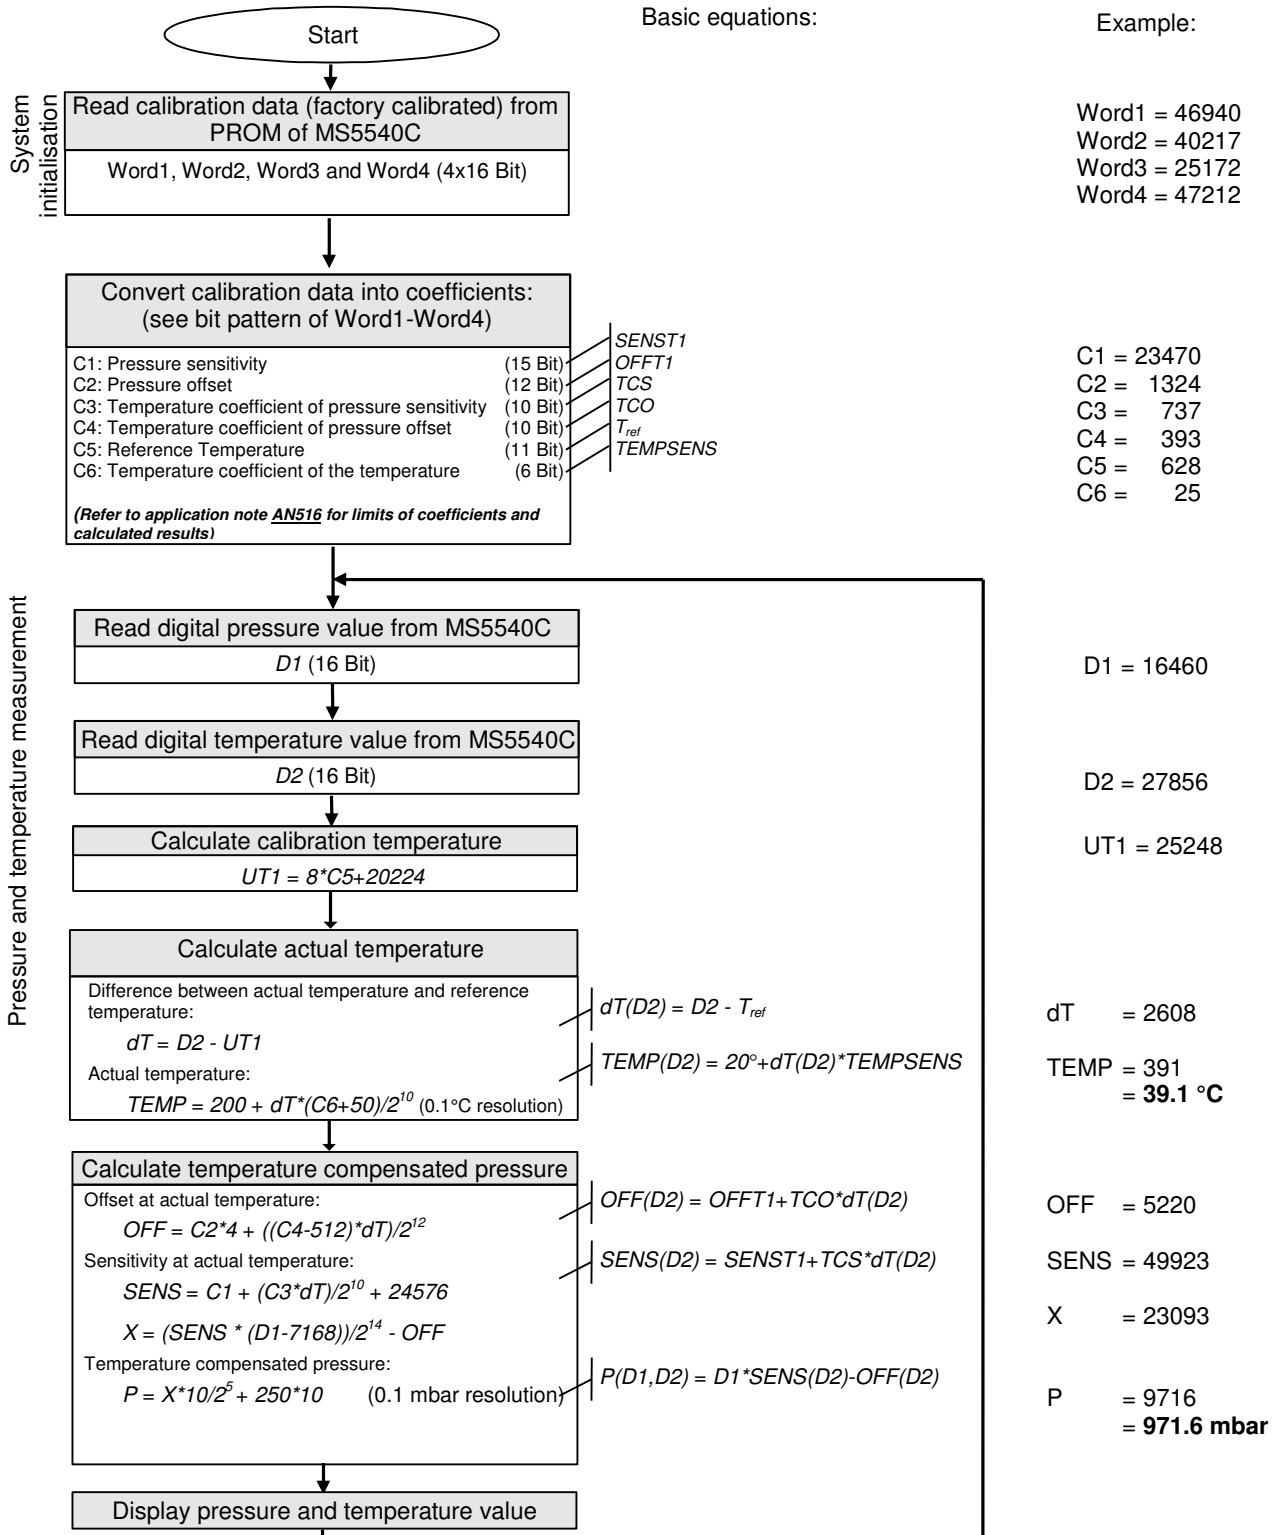 Start
Basic equations:
Example:
System
initialisation
Read calibration data (factory calibrated) from
PROM of MS5540C
Word1, Word2, Word3 and Word4 (4x16 Bit)
Word1 = 46940
Word2 = 40217
Word3 = 25172
Word4 = 47212
Convert calibration data into coefficients:
(see bit pattern of Word1-Word4)
C1: Pressure sensitivity (15 Bit)
C2: Pressure offset (12 Bit)
C3: Temperature coefficient of pressure sensitivity (10 Bit)
C4: Temperature coefficient of pressure offset (10 Bit)
C5: Reference Temperature (11 Bit)
C6: Temperature coefficient of the temperature (6 Bit)
(Refer to application note AN516 for limits of coefficients and
calculated results)
SENST1
OFFT1
TCS
TCO
Tref
TEMPSENS
C1 = 23470
C2 = 1324
C3 = 737
C4 = 393
C5 = 628
C6 = 25
Pressure and temperature measurement
Read digital pressure value from MS5540C
D1 (16 Bit)
D1 = 16460
Read digital temperature value from MS5540C
D2 (16 Bit)
D2 = 27856
Calculate calibration temperature
UT1 = 8*C5+20224
UT1 = 25248
Calculate actual temperature
Difference between actual temperature and reference
temperature:
dT = D2 - UT1
Actual temperature:
TEMP = 200 + dT*(C6+50)/2^10 (0.1°C resolution)
dT(D2) = D2 - Tref
TEMP(D2) = 20°+dT(D2)*TEMPSENS
dT = 2608
TEMP = 391
= 39.1 °C
Calculate temperature compensated pressure
Offset at actual temperature:
OFF = C2*4 + ((C4-512)*dT)/2^12
Sensitivity at actual temperature:
SENS = C1 + (C3*dT)/2^10 + 24576
X = (SENS * (D1-7168))/2^14 - OFF
Temperature compensated pressure:
P = X*10/2^5 + 250*10 (0.1 mbar resolution)
OFF(D2) = OFFT1+TCO*dT(D2)
SENS(D2) = SENST1+TCS*dT(D2)
P(D1,D2) = D1*SENS(D2)-OFF(D2)
OFF = 5220
SENS = 49923
X = 23093
P = 9716
= 971.6 mbar
Display pressure and temperature value